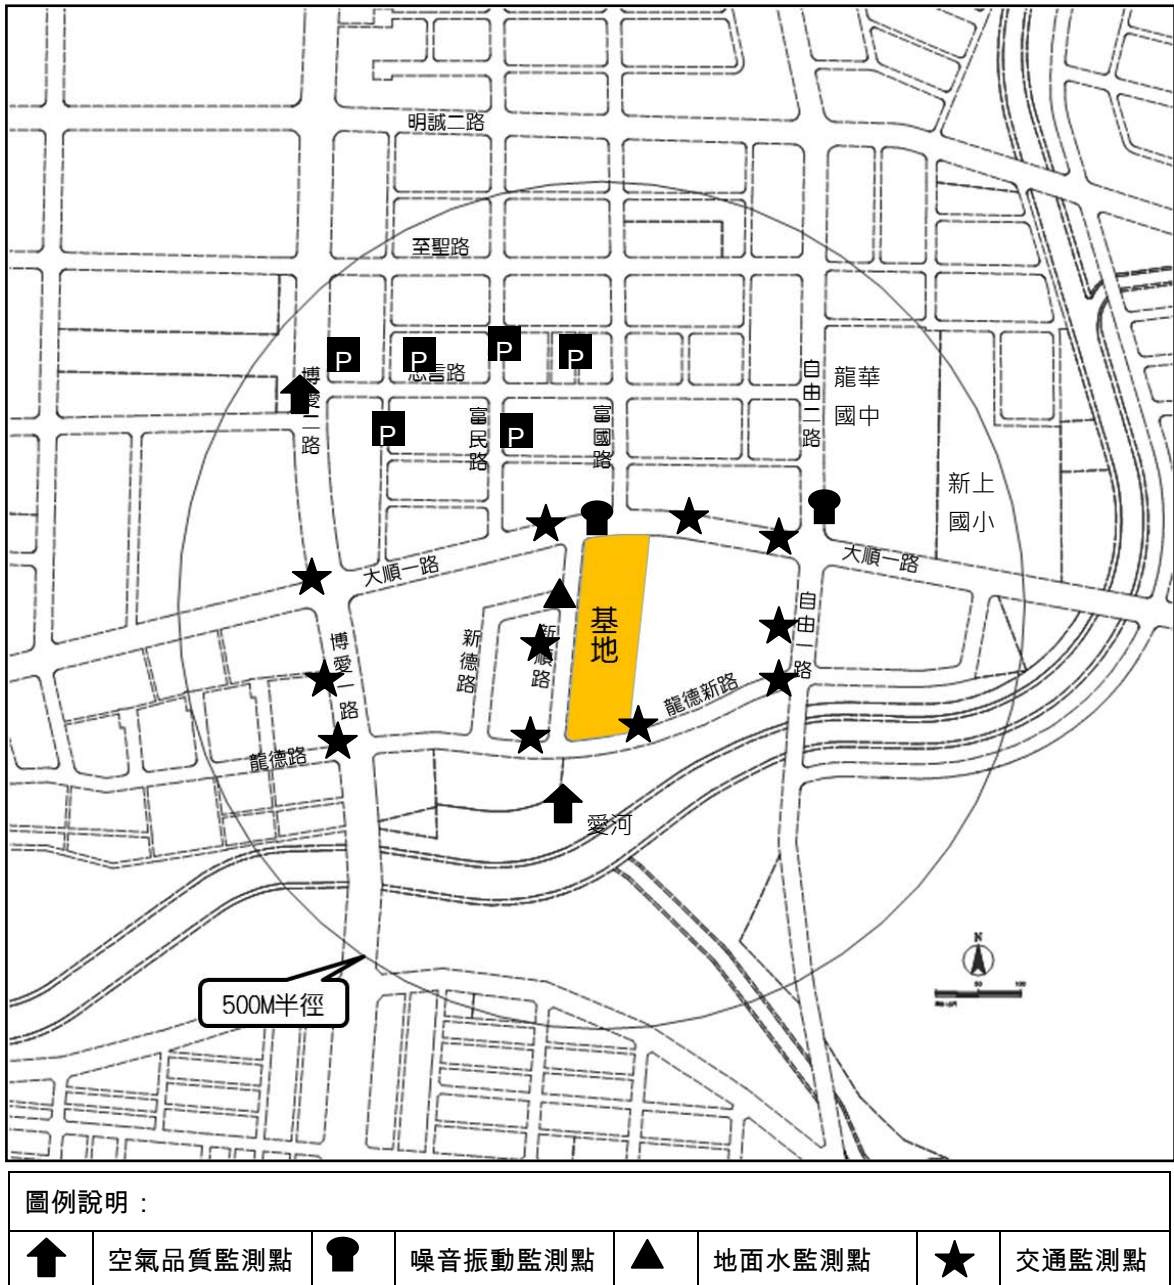 明誠二路
至聖路
P
P
P
P
忠言路
博愛二路
自由二路
龍華
國中
P
P
富民路
富國路
新上
國小
大順一路
大順一路
基地
自由一路
新德路
新順路
博愛一路
龍德新路
龍德路
愛河
N
500M半徑
50
100
圖例說明：
空氣品質監測點
噪音振動監測點
地面水監測點
交通監測點